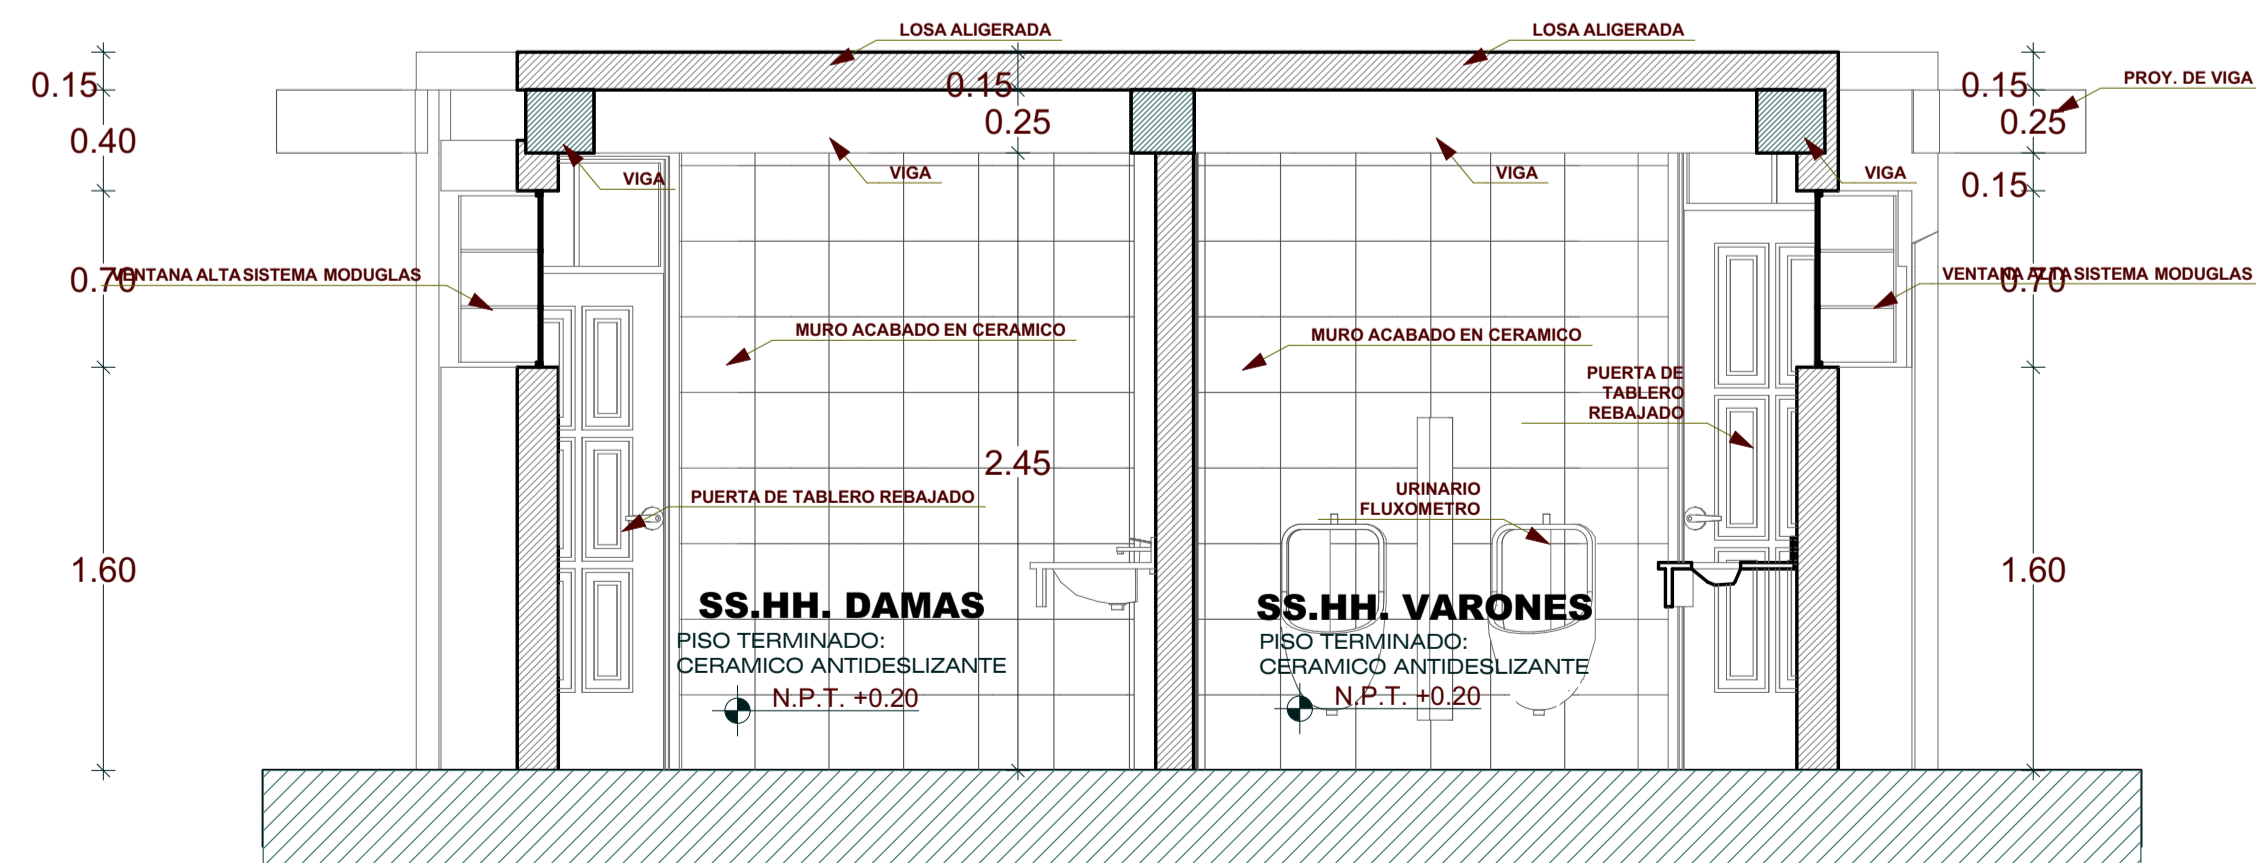 LOSA ALIGERADA
LOSA ALIGERADA
0.15
0.15
0.15
PROY. DE VIGA
0.40
0.25
0.25
VIGA
VIGA
VIGA
VIGA
0.15
0.70
VENTANA ALTA SISTEMA MODUGLAS
VENTANA ALTA SISTEMA MODUGLAS
0.70
MURO ACABADO EN CERAMICO
MURO ACABADO EN CERAMICO
PUERTA DE
TABLERO
REBAJADO
2.45
PUERTA DE TABLERO REBAJADO
URINARIO
FLUXOMETRO
1.60
1.60
SS.HH. DAMAS
PISO TERMINADO:
CERAMICO ANTIDESLIZANTE
N.P.T. +0.20
SS.HH. VARONES
PISO TERMINADO:
CERAMICO ANTIDESLIZANTE
N.P.T. +0.20